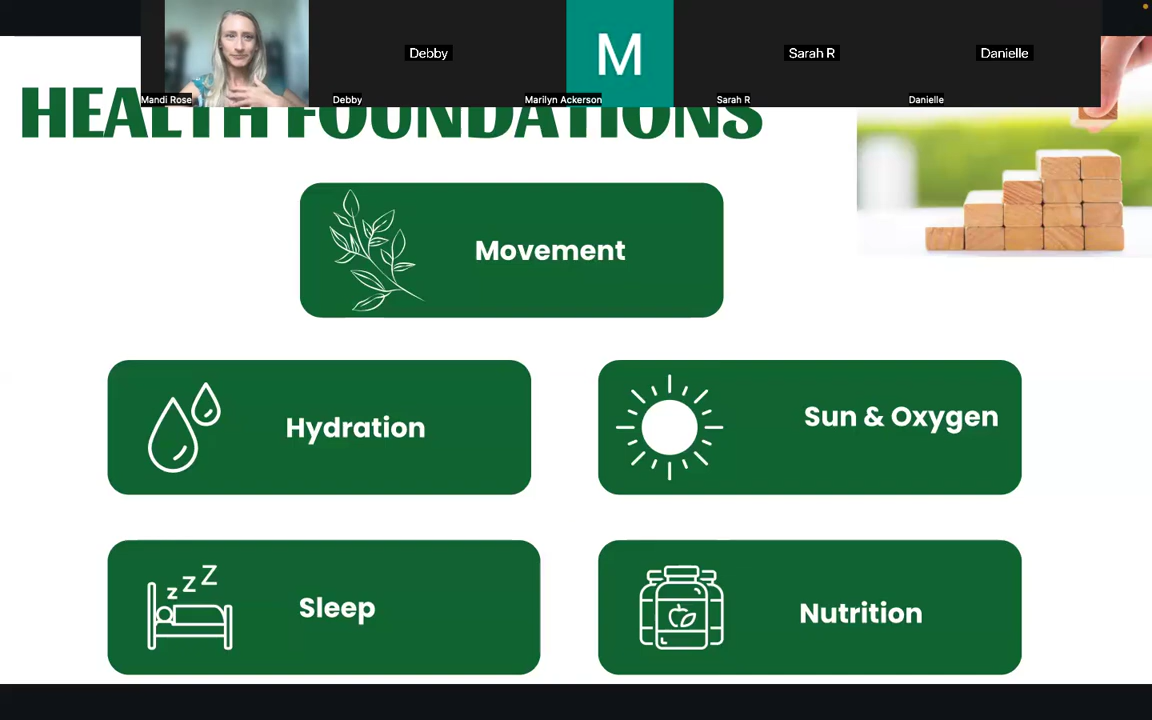 Debby
M
Sarah R
Danielle
Mandi Rose
Debby
Marilyn Ackerson
Sarah R
Danielle
HEALTH FOUNDATIONS
Movement
Hydration
Sun & Oxygen
z z Z
Sleep
Nutrition